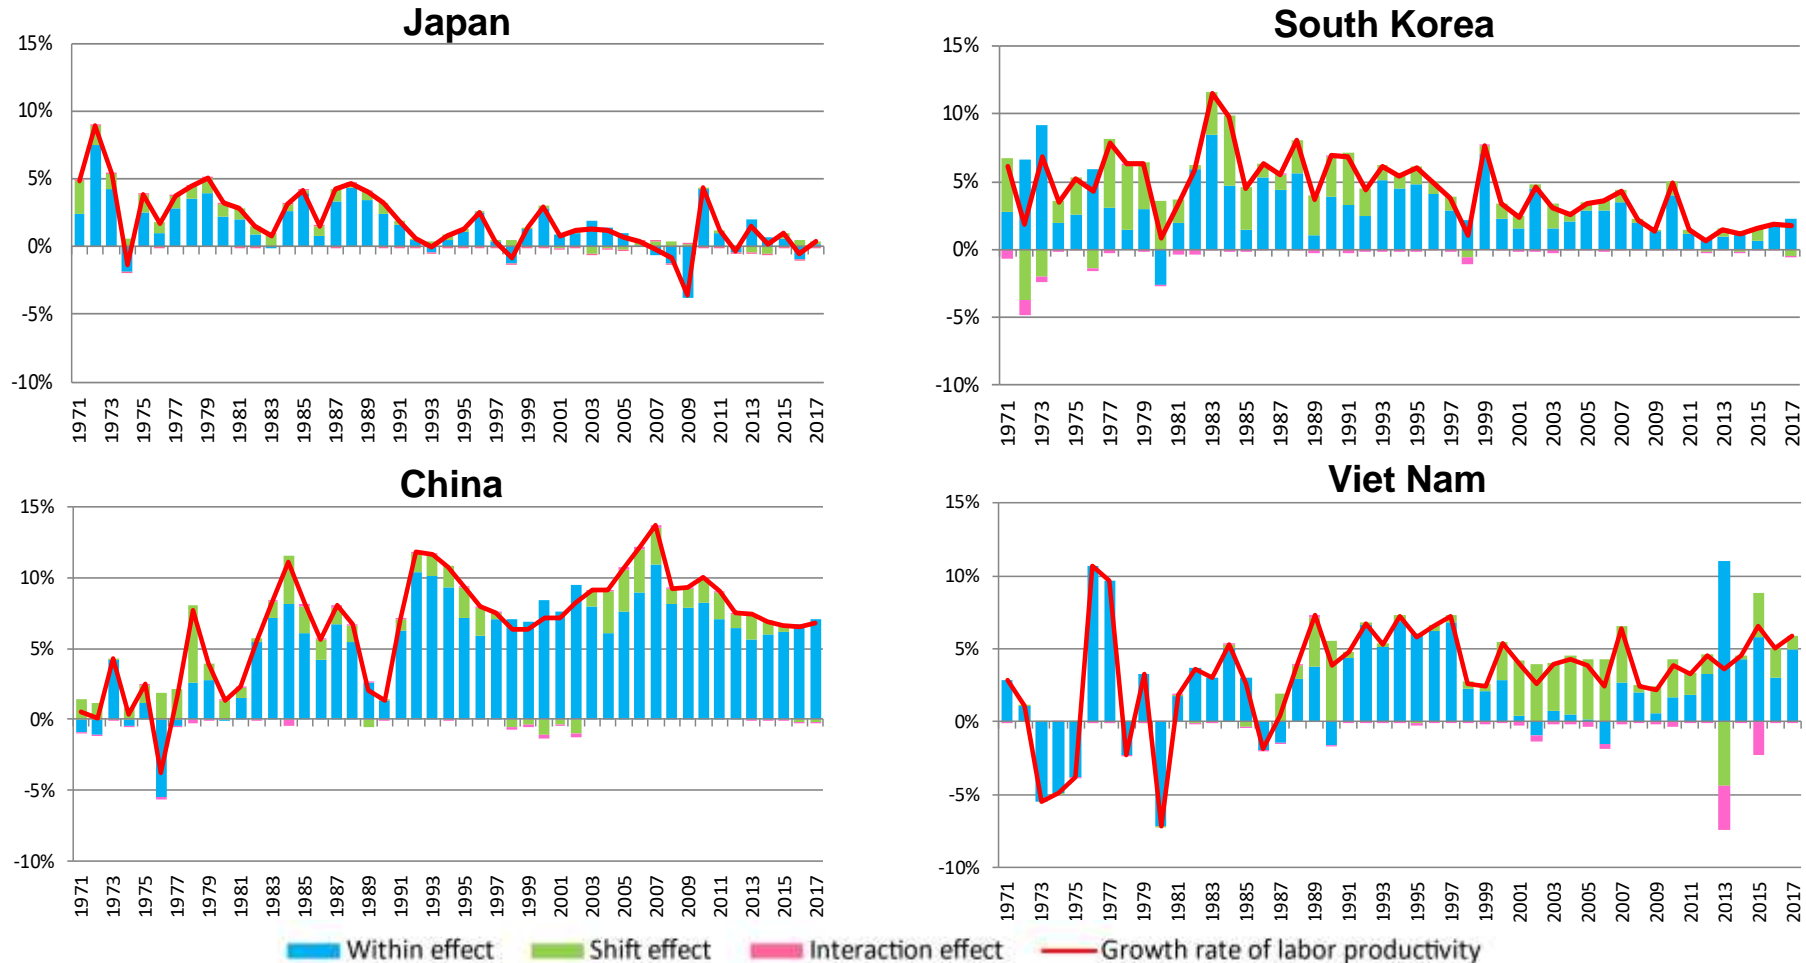 Japan
15%
10%
5%
0%
-5%
-10%
1971 1973 1975 1977 1979 1981 1983 1985 1987 1989 1991 1993 1995 1997 1999 2001 2003 2005 2007 2009 2011 2013 2015 2017
South Korea
15%
10%
5%
0%
-5%
-10%
1971 1973 1975 1977 1979 1981 1983 1985 1987 1989 1991 1993 1995 1997 1999 2001 2003 2005 2007 2009 2011 2013 2015 2017
China
15%
10%
5%
0%
-5%
-10%
1971 1973 1975 1977 1979 1981 1983 1985 1987 1989 1991 1993 1995 1997 1999 2001 2003 2005 2007 2009 2011 2013 2015 2017
Viet Nam
15%
10%
5%
0%
-5%
-10%
1971 1973 1975 1977 1979 1981 1983 1985 1987 1989 1991 1993 1995 1997 1999 2001 2003 2005 2007 2009 2011 2013 2015 2017
Within effect Shift effect Interaction effect Growth rate of labor productivity